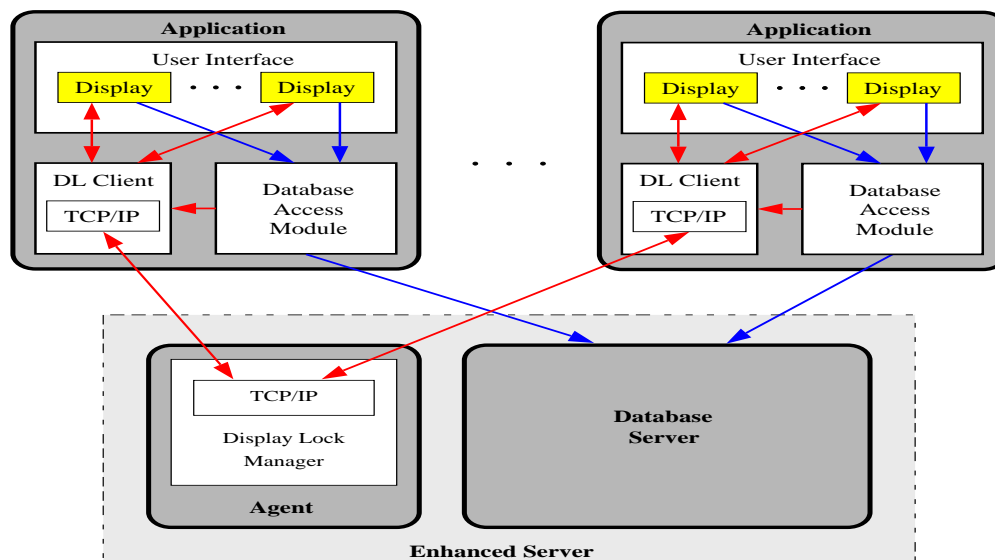 Application
User Interface
Display
. . .
Display
DL Client
TCP/IP
Database
Access
Module
. . .
Application
User Interface
Display
. . .
Display
DL Client
TCP/IP
Database
Access
Module
TCP/IP
Display Lock
Manager
Agent
Database
Server
Enhanced Server